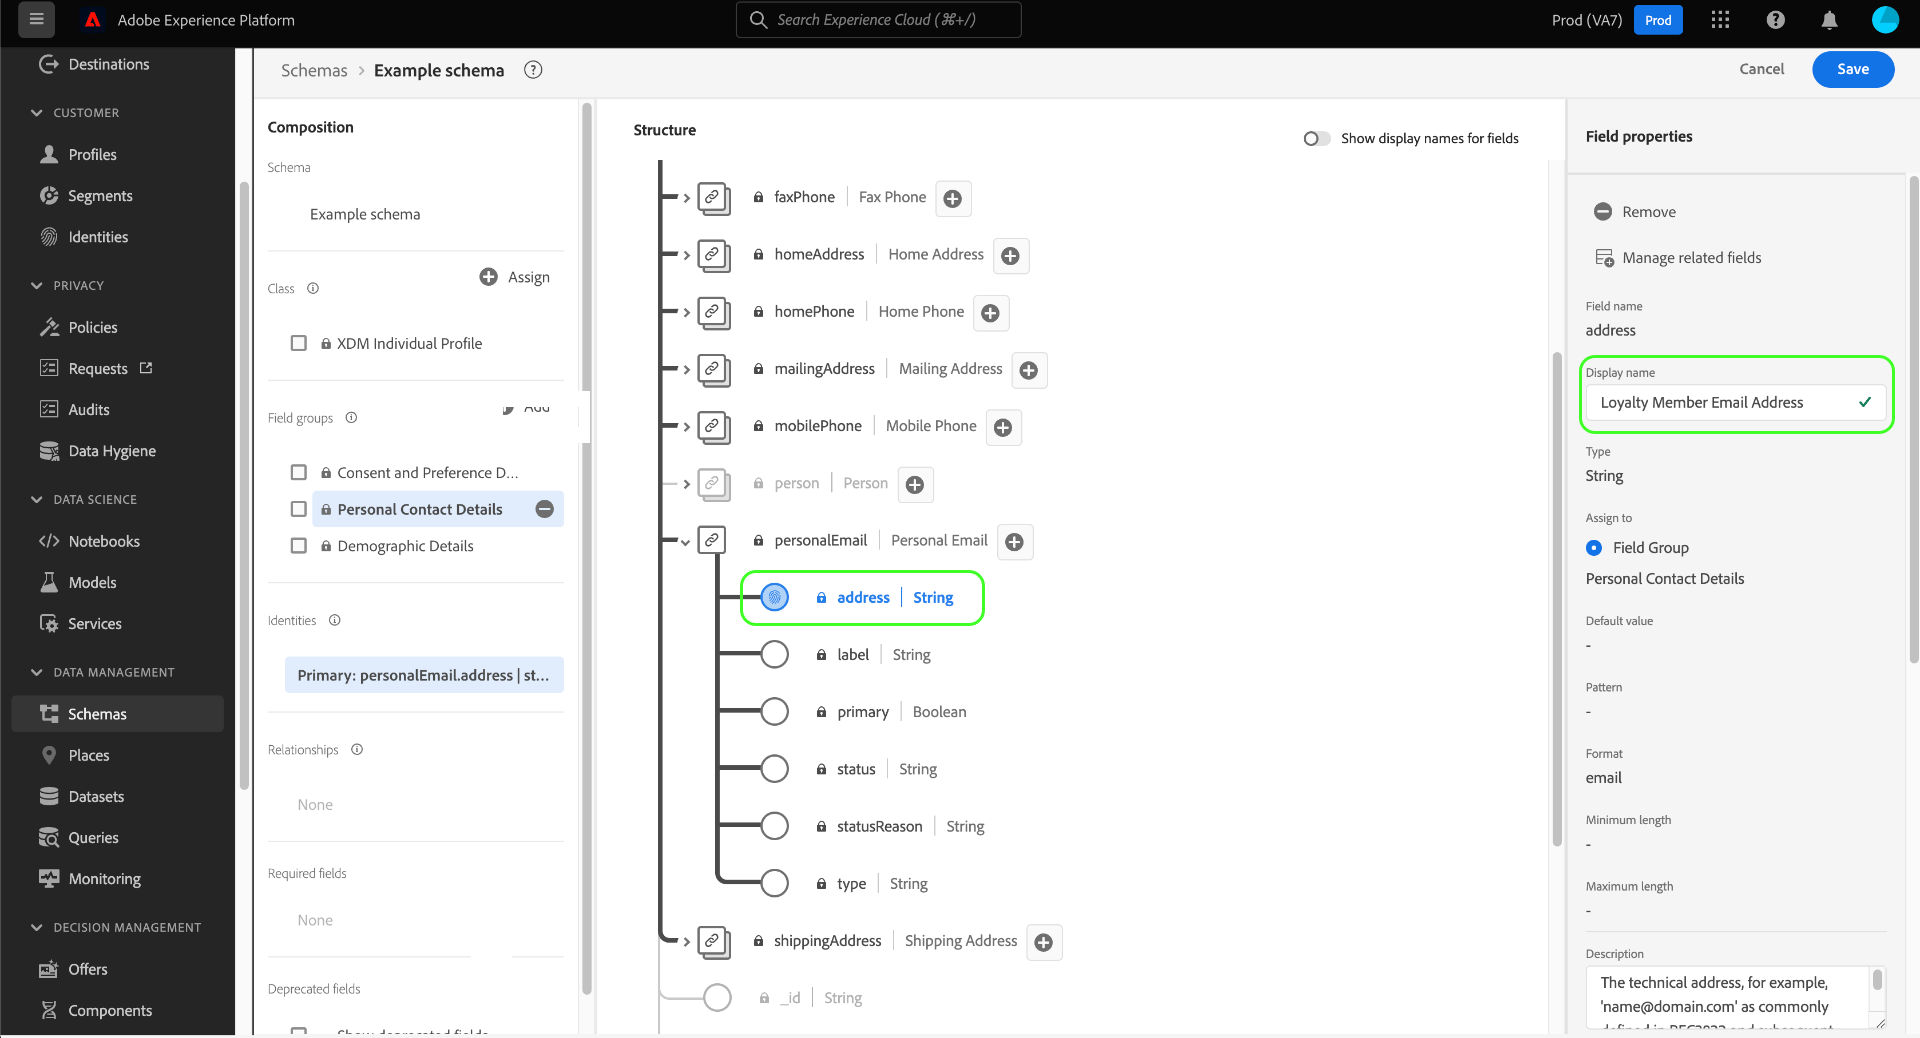 Adobe Experience Platform
Search Experience Cloud (⌘+/)
Prod (VA7)
Prod
Destinations
CUSTOMER
Profiles
Segments
Identities
PRIVACY
Policies
Requests
Audits
Data Hygiene
DATA SCIENCE
Notebooks
Models
Services
DATA MANAGEMENT
Schemas
Places
Datasets
Queries
Monitoring
DECISION MANAGEMENT
Offers
Components
Schemas > Example schema
Cancel
Save
Composition
Schema
Example schema
Class
Assign
XDM Individual Profile
Field groups
Add
Consent and Preference D...
Personal Contact Details
Demographic Details
Identities
Primary: personalEmail.address | st...
Relationships
None
Required fields
None
Deprecated fields
Show deprecated fields
Structure
Show display names for fields
faxPhone | Fax Phone
homeAddress | Home Address
homePhone | Home Phone
mailingAddress | Mailing Address
mobilePhone | Mobile Phone
person | Person
personalEmail | Personal Email
address | String
label | String
primary | Boolean
status | String
statusReason | String
type | String
shippingAddress | Shipping Address
_id | String
Field properties
Remove
Manage related fields
Field name
address
Display name
Loyalty Member Email Address
Type
String
Assign to
Field Group
Personal Contact Details
Default value
-
Pattern
-
Format
email
Minimum length
-
Maximum length
-
Description
The technical address, for example,
'name@domain.com' as commonly
defined in RFC2822 and subsequent